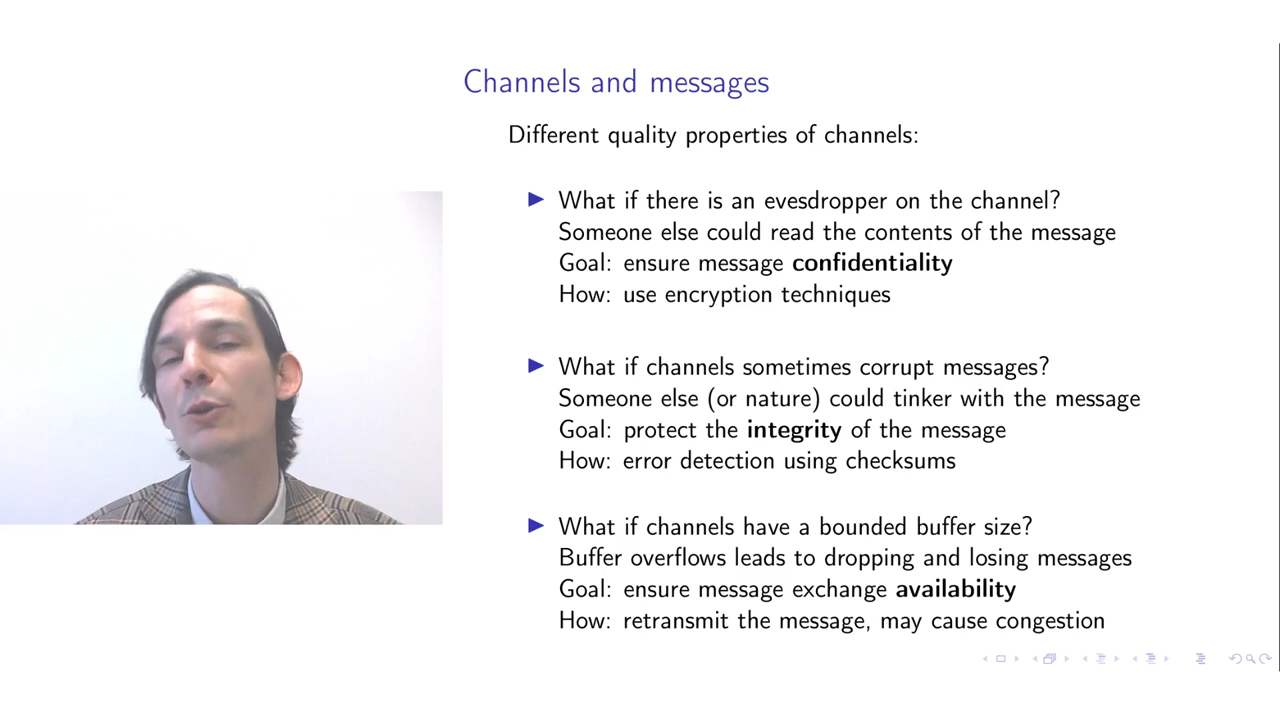 Channels and messages
Different quality properties of channels:
What if there is an evesdropper on the channel?
Someone else could read the contents of the message
Goal: ensure message confidentiality
How: use encryption techniques
What if channels sometimes corrupt messages?
Someone else (or nature) could tinker with the message
Goal: protect the integrity of the message
How: error detection using checksums
What if channels have a bounded buffer size?
Buffer overflows leads to dropping and losing messages
Goal: ensure message exchange availability
How: retransmit the message, may cause congestion